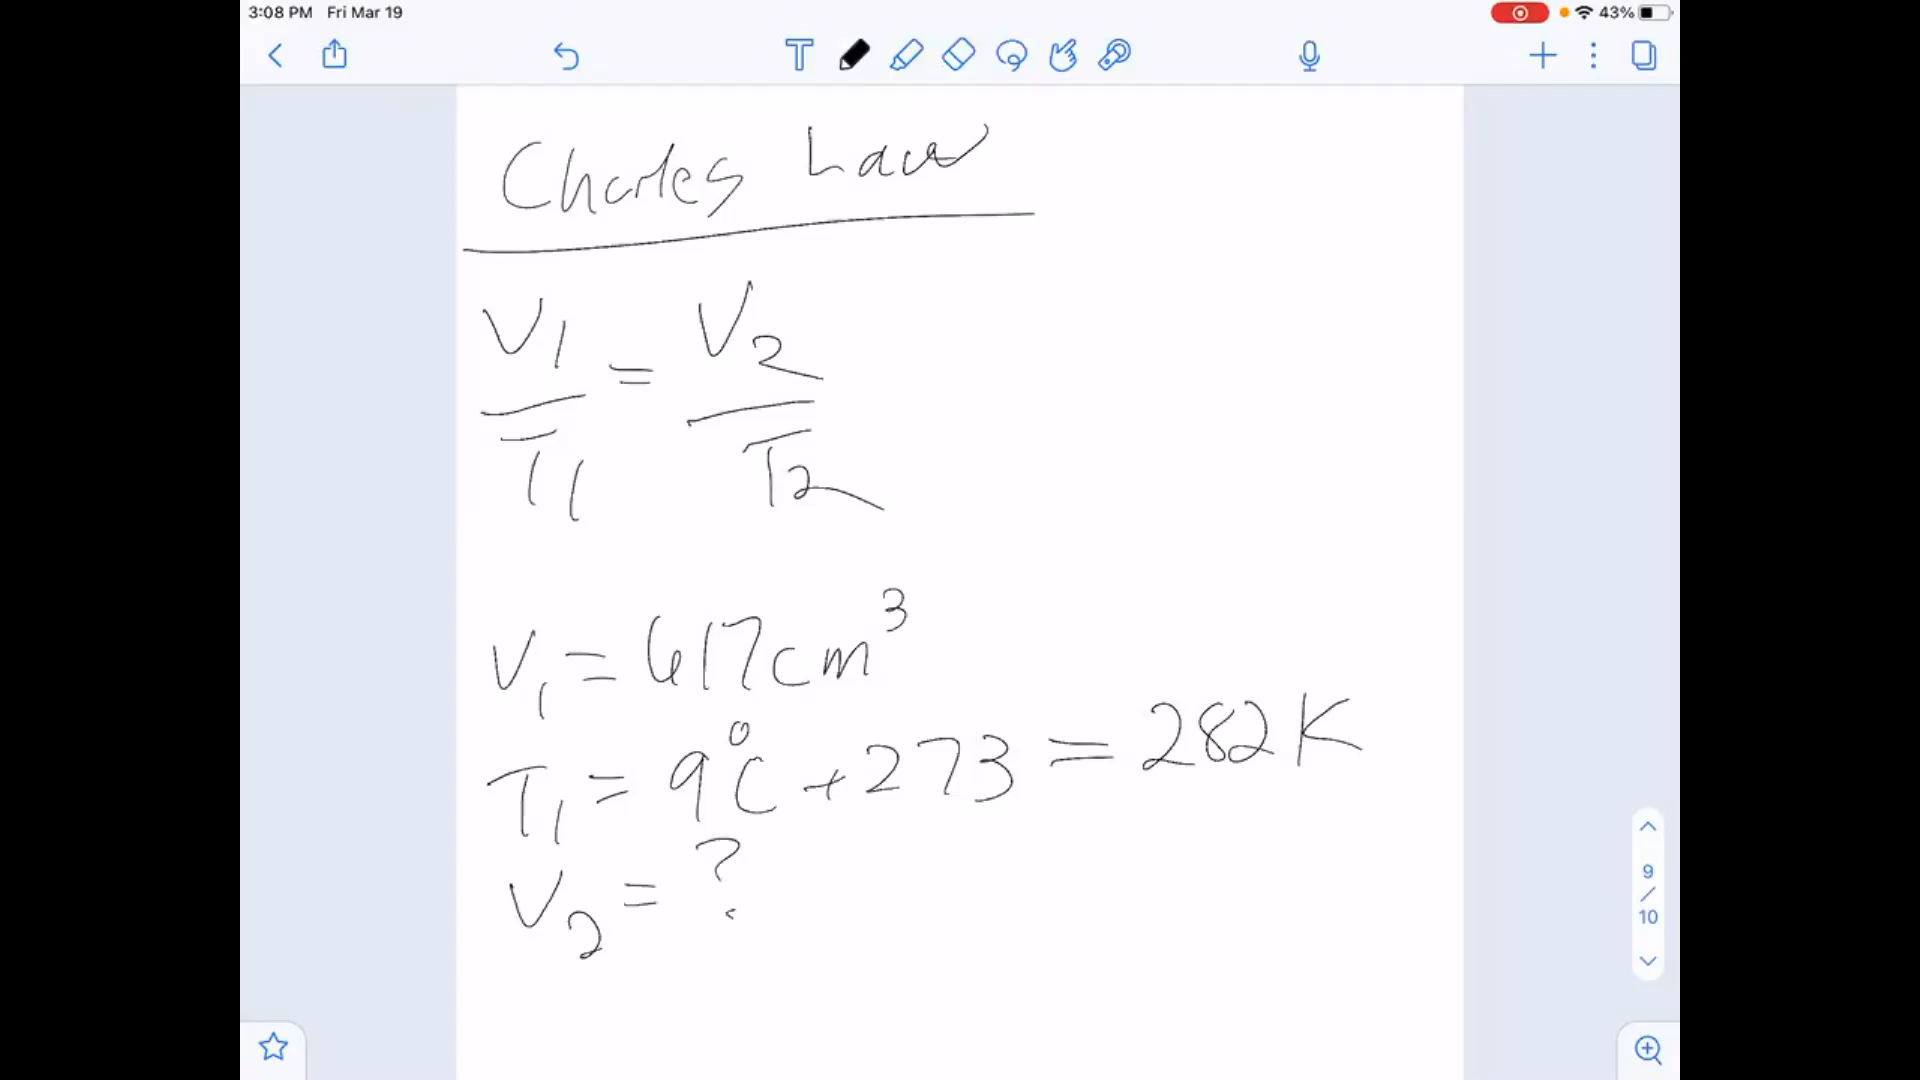 3:08 PM Fri Mar 19
43%
T
Charles Law
V1 = V2
T1 T2
V1 = 617cm³
T1 = 9°C + 273 = 282K
V2 = ?
9
/
10